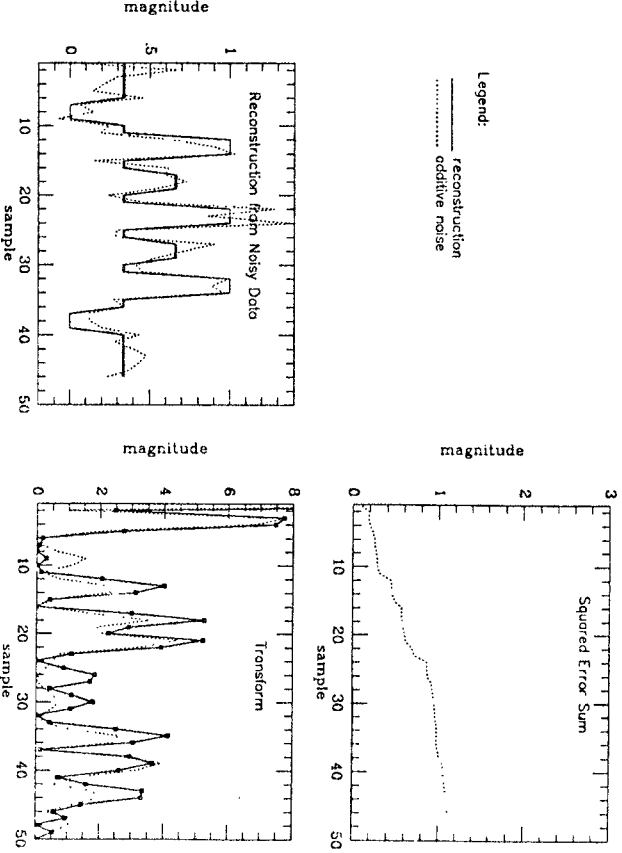 Legend:
reconstruction
additive noise
Reconstruction from Noisy Data
magnitude
0 .5 1
10 20 30 40 50
sample
Squared Error Sum
magnitude
0 1 2 3
10 20 30 40 50
sample
Transform
magnitude
0 2 4 6 8
10 20 30 40 50
sample